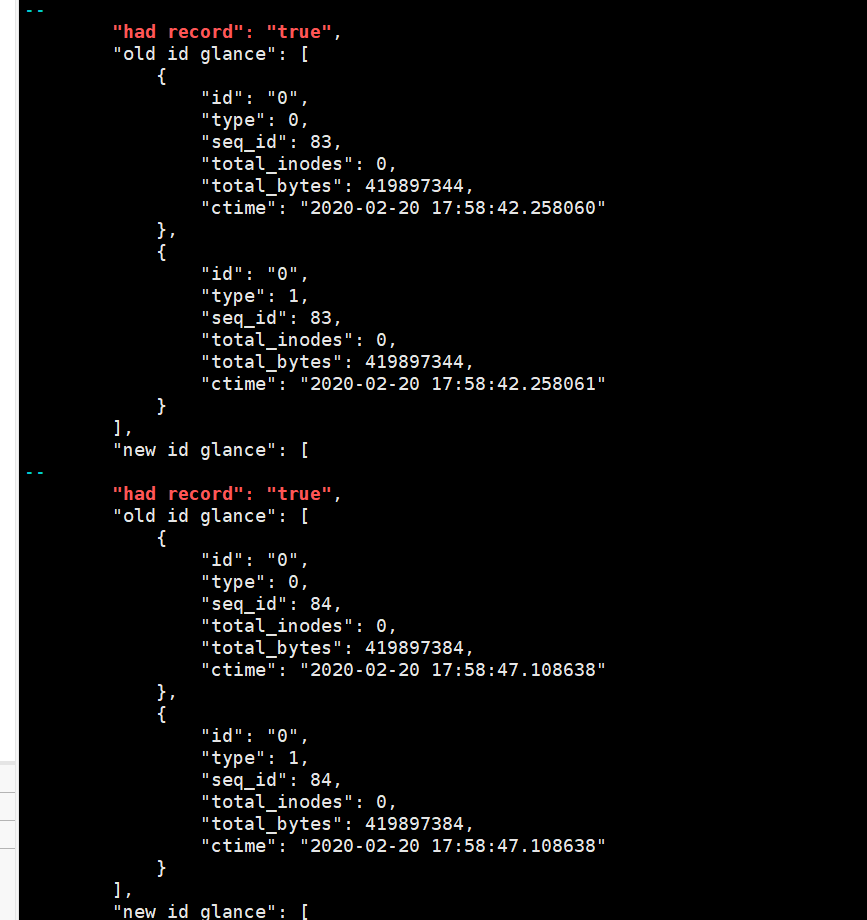 --
        "had record": "true",
        "old id glance": [
            {
                "id": "0",
                "type": 0,
                "seq_id": 83,
                "total_inodes": 0,
                "total_bytes": 419897344,
                "ctime": "2020-02-20 17:58:42.258060"
            },
            {
                "id": "0",
                "type": 1,
                "seq_id": 83,
                "total_inodes": 0,
                "total_bytes": 419897344,
                "ctime": "2020-02-20 17:58:42.258061"
            }
        ],
        "new id glance": [
--
        "had record": "true",
        "old id glance": [
            {
                "id": "0",
                "type": 0,
                "seq_id": 84,
                "total_inodes": 0,
                "total_bytes": 419897384,
                "ctime": "2020-02-20 17:58:47.108638"
            },
            {
                "id": "0",
                "type": 1,
                "seq_id": 84,
                "total_inodes": 0,
                "total_bytes": 419897384,
                "ctime": "2020-02-20 17:58:47.108638"
            }
        ],
        "new id glance": [